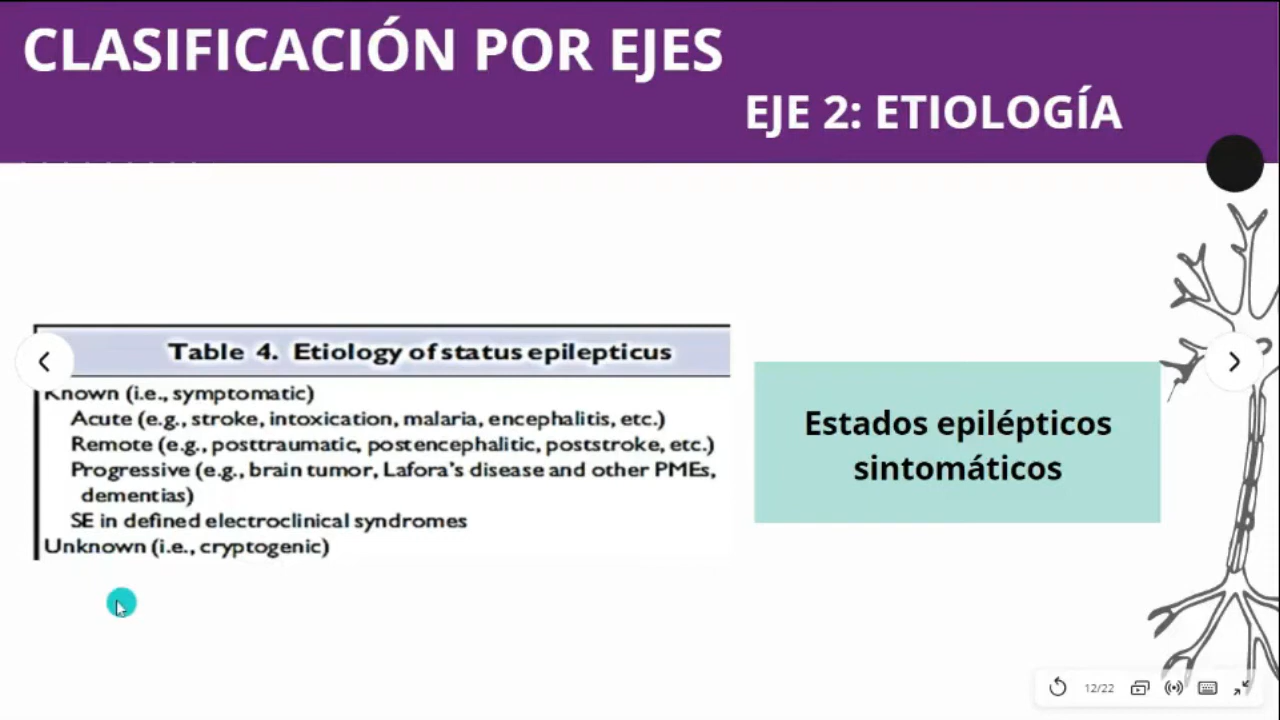 CLASIFICACIÓN POR EJES
EJE 2: ETIOLOGÍA
Table 4. Etiology of status epilepticus
Known (i.e., symptomatic)
Acute (e.g., stroke, intoxication, malaria, encephalitis, etc.)
Remote (e.g., posttraumatic, postencephalitic, poststroke, etc.)
Progressive (e.g., brain tumor, Lafora's disease and other PMEs,
dementias)
SE in defined electroclinical syndromes
Unknown (i.e., cryptogenic)
Estados epilépticos
sintomáticos
12/22